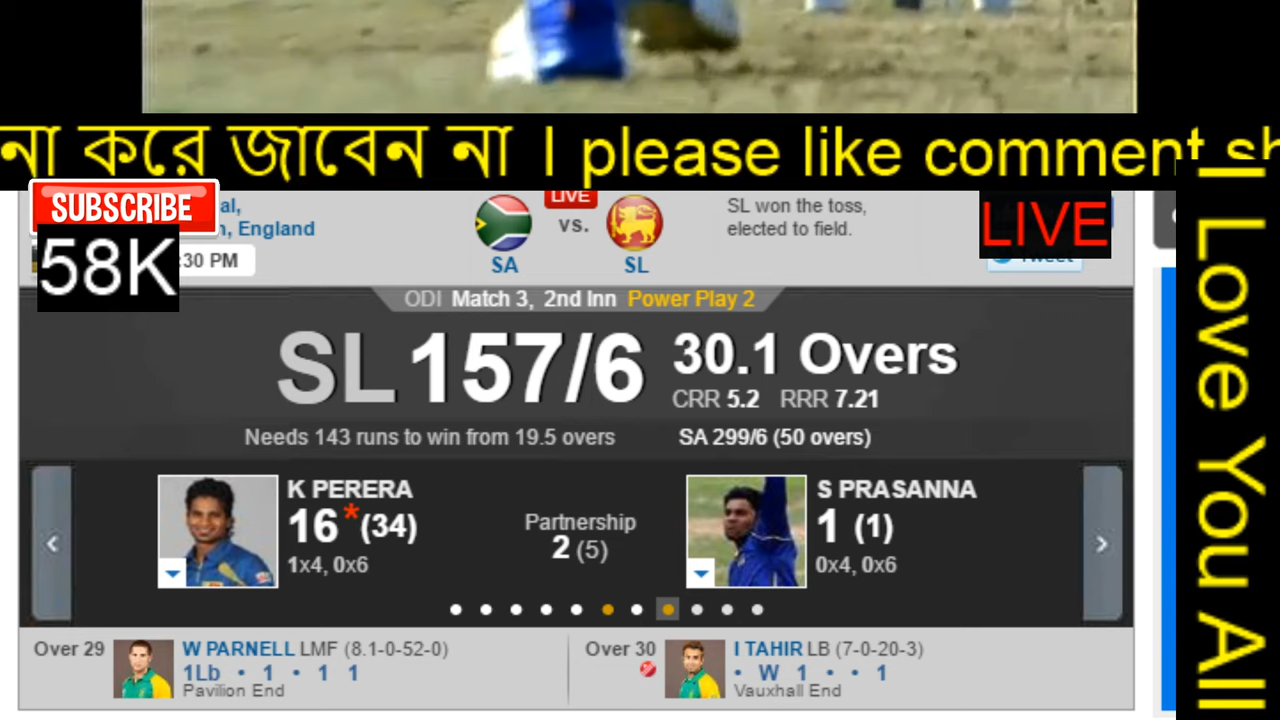 না করে জাবেন না । please like comment sh
SUBSCRIBE
58K
al,
n, England
:30 PM
LIVE
vs.
SA
SL
SL won the toss,
elected to field.
LIVE
Tweet
ODI Match 3, 2nd Inn Power Play 2
SL 157/6
30.1 Overs
CRR 5.2 RRR 7.21
Needs 143 runs to win from 19.5 overs
SA 299/6 (50 overs)
K PERERA
16*(34)
1x4, 0x6
Partnership
2 (5)
S PRASANNA
1 (1)
0x4, 0x6
Over 29
W PARNELL LMF (8.1-0-52-0)
1Lb • 1 • 1 1
Pavilion End
Over 30
I TAHIR LB (7-0-20-3)
• W 1 • • 1
Vauxhall End
I Love You All